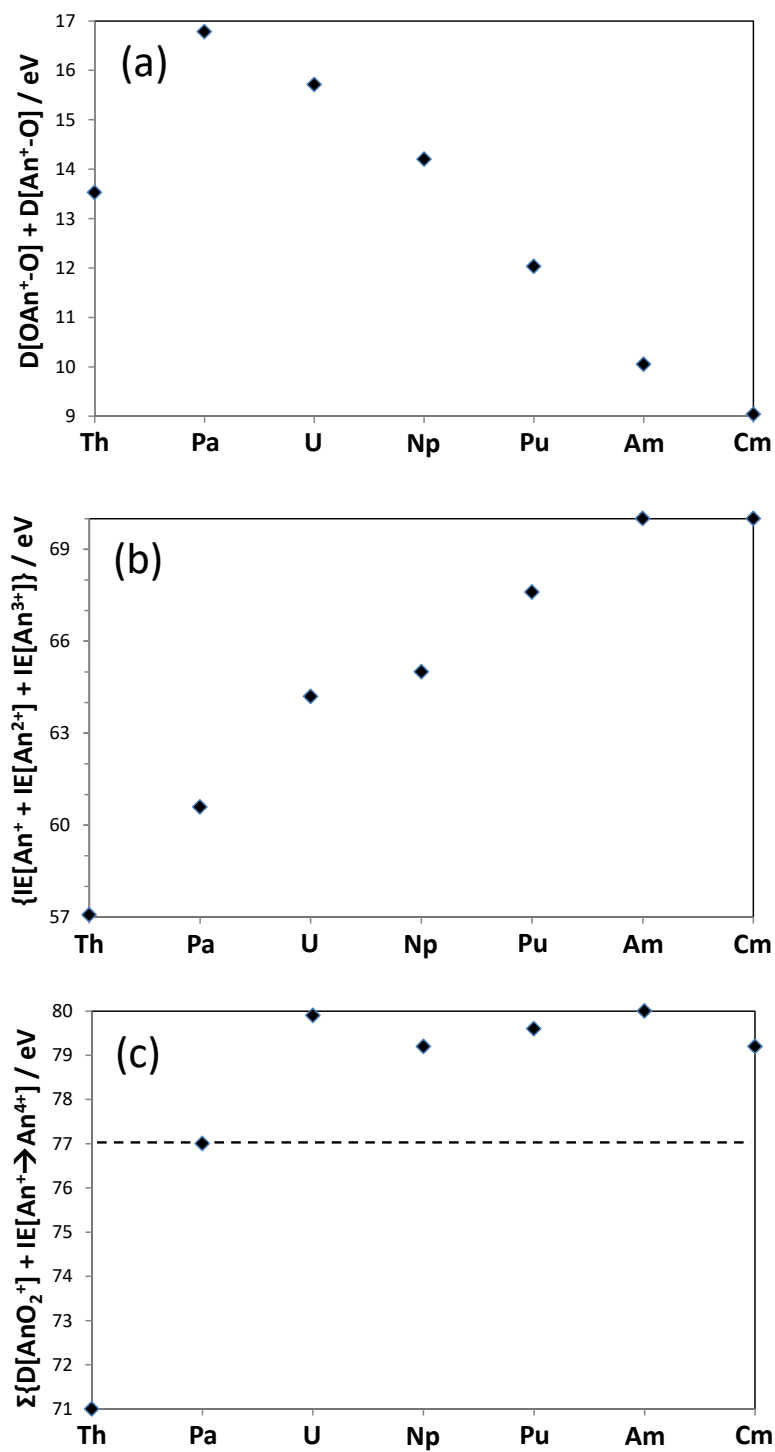 (a)
D[OAn⁺-O] + D[An⁺-O] / eV
17
16
15
14
13
12
11
10
9
Th Pa U Np Pu Am Cm
(b)
{IE[An⁺ + IE[An²⁺] + IE[An³⁺]} / eV
69
66
63
60
57
Th Pa U Np Pu Am Cm
(c)
Σ{D[AnO₂⁺] + IE[An⁺→An⁴⁺] / eV
80
79
78
77
76
75
74
73
72
71
Th Pa U Np Pu Am Cm